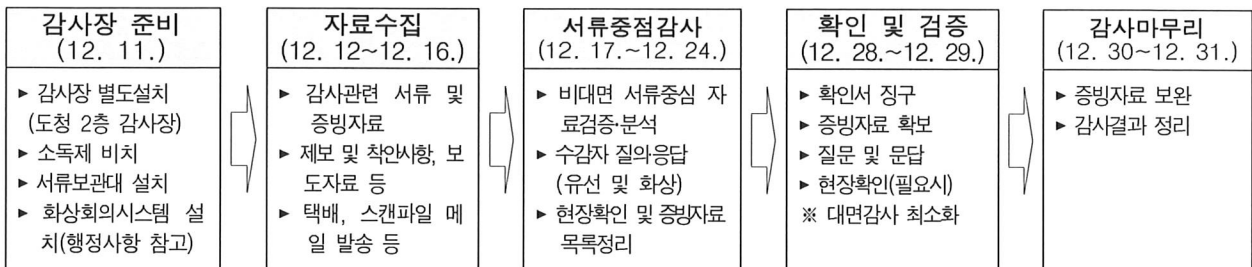 감사장 준비
(12. 11.)
▸ 감사장 별도설치
(도청 2층 감사장)
▸ 소독제 비치
▸ 서류보관대 설치
▸ 화상회의시스템 설
치(행정사항 참고)
자료수집
(12. 12~12. 16.)
▸ 감사관련 서류 및
증빙자료
▸ 제보 및 착안사항, 보
도자료 등
▸ 택배, 스캔파일 메
일 발송 등
서류중점감사
(12. 17.~12. 24.)
▸ 비대면 서류중심 자
료검증·분석
▸ 수감자 질의응답
(유선 및 화상)
▸ 현장확인 및 증빙자료
목록정리
확인 및 검증
(12. 28.~12. 29.)
▸ 확인서 징구
▸ 증빙자료 확보
▸ 질문 및 문답
▸ 현장확인(필요시)
※ 대면감사 최소화
감사마무리
(12. 30~12. 31.)
▸ 증빙자료 보완
▸ 감사결과 정리